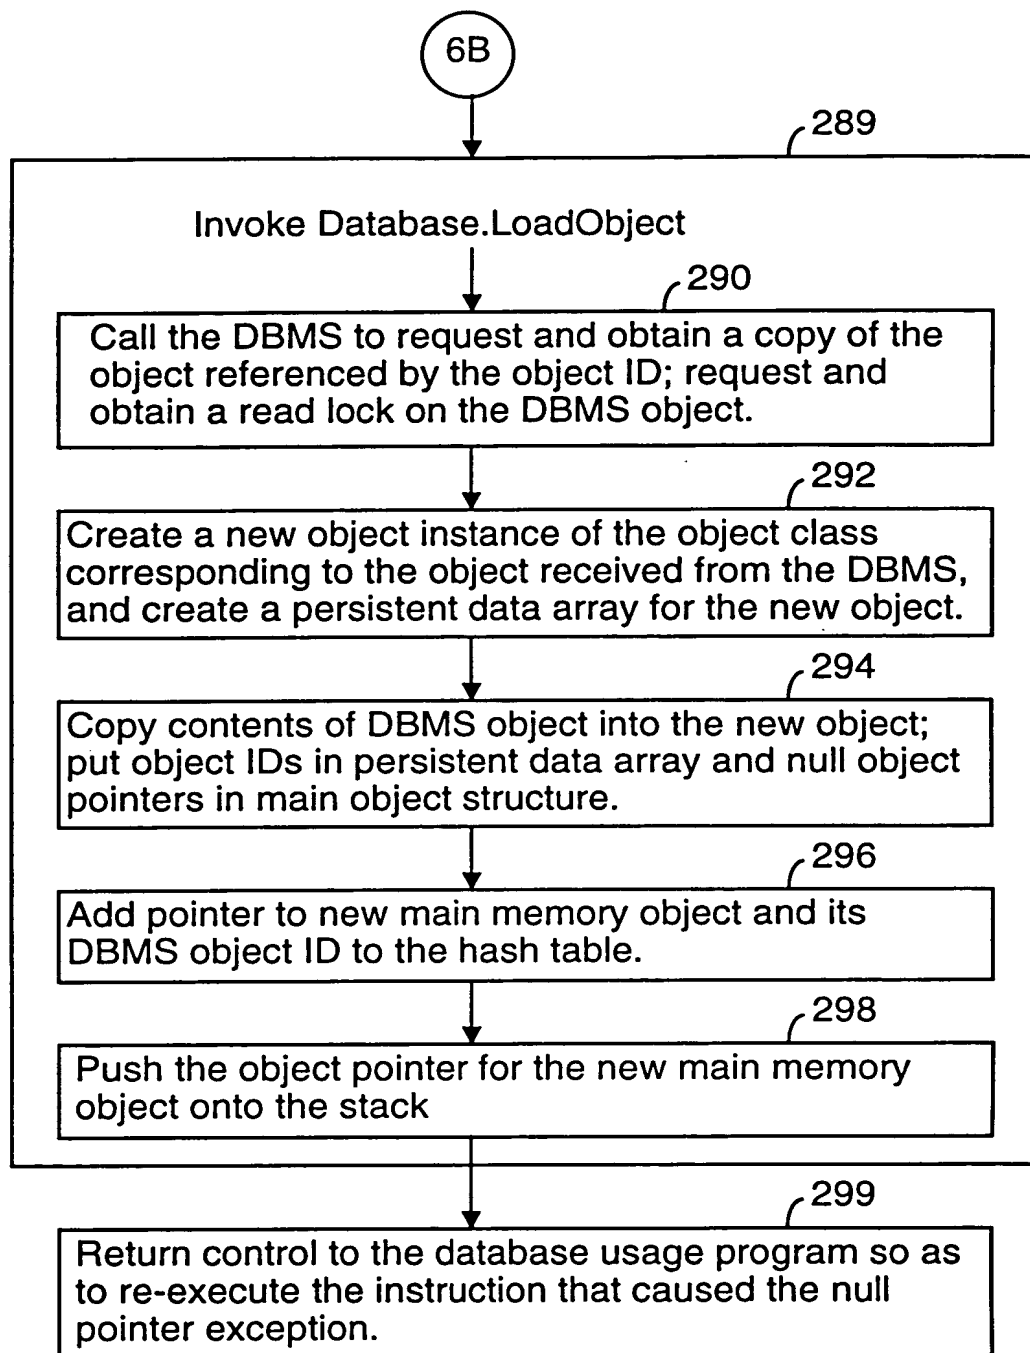 6B
289
Invoke Database.LoadObject
290
Call the DBMS to request and obtain a copy of the
object referenced by the object ID; request and
obtain a read lock on the DBMS object.
292
Create a new object instance of the object class
corresponding to the object received from the DBMS,
and create a persistent data array for the new object.
294
Copy contents of DBMS object into the new object;
put object IDs in persistent data array and null object
pointers in main object structure.
296
Add pointer to new main memory object and its
DBMS object ID to the hash table.
298
Push the object pointer for the new main memory
object onto the stack
299
Return control to the database usage program so as
to re-execute the instruction that caused the null
pointer exception.